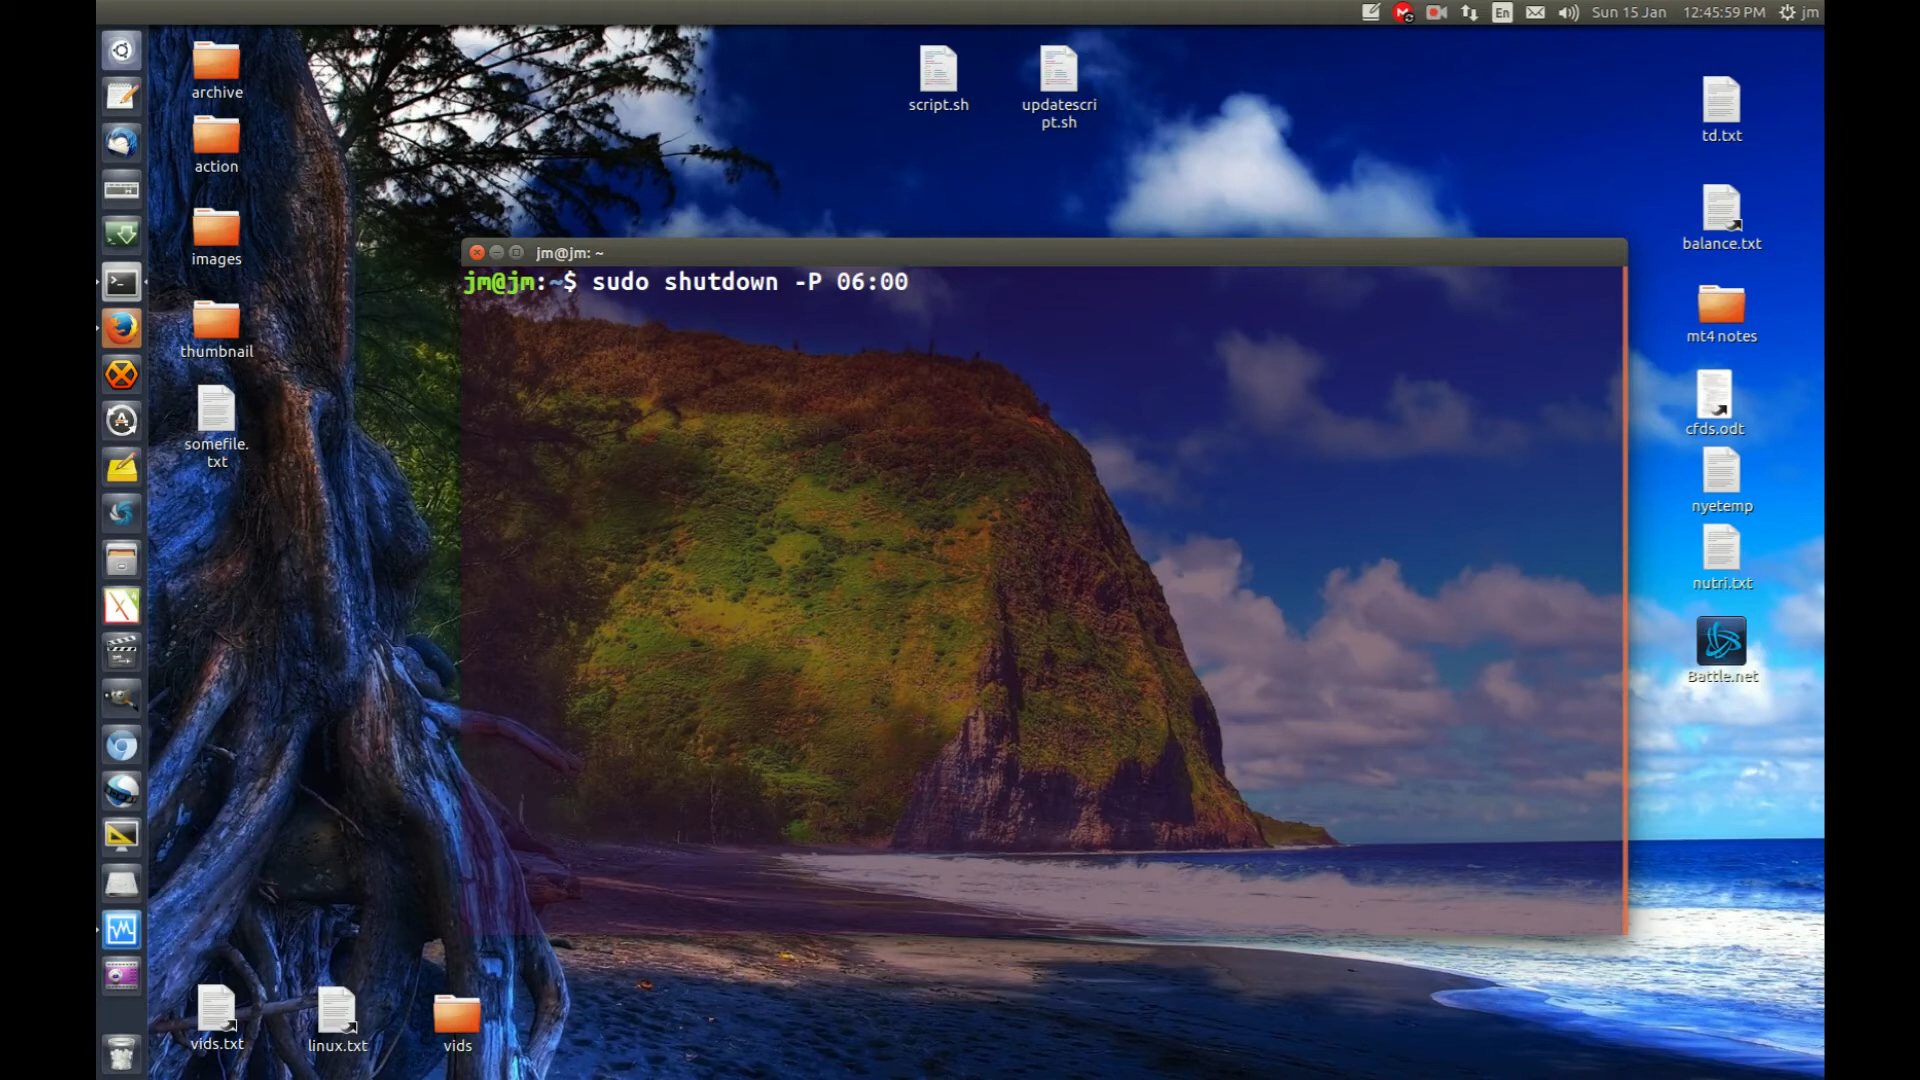 En Sun 15 Jan 12:45:59 PM jm
archive
action
images
thumbnail
somefile.
txt
script.sh
updatescri
pt.sh
td.txt
balance.txt
mt4 notes
cfds.odt
nyetemp
nutri.txt
Battle.net
jm@jm: ~
jm@jm:~$ sudo shutdown -P 06:00
vids.txt
linux.txt
vids